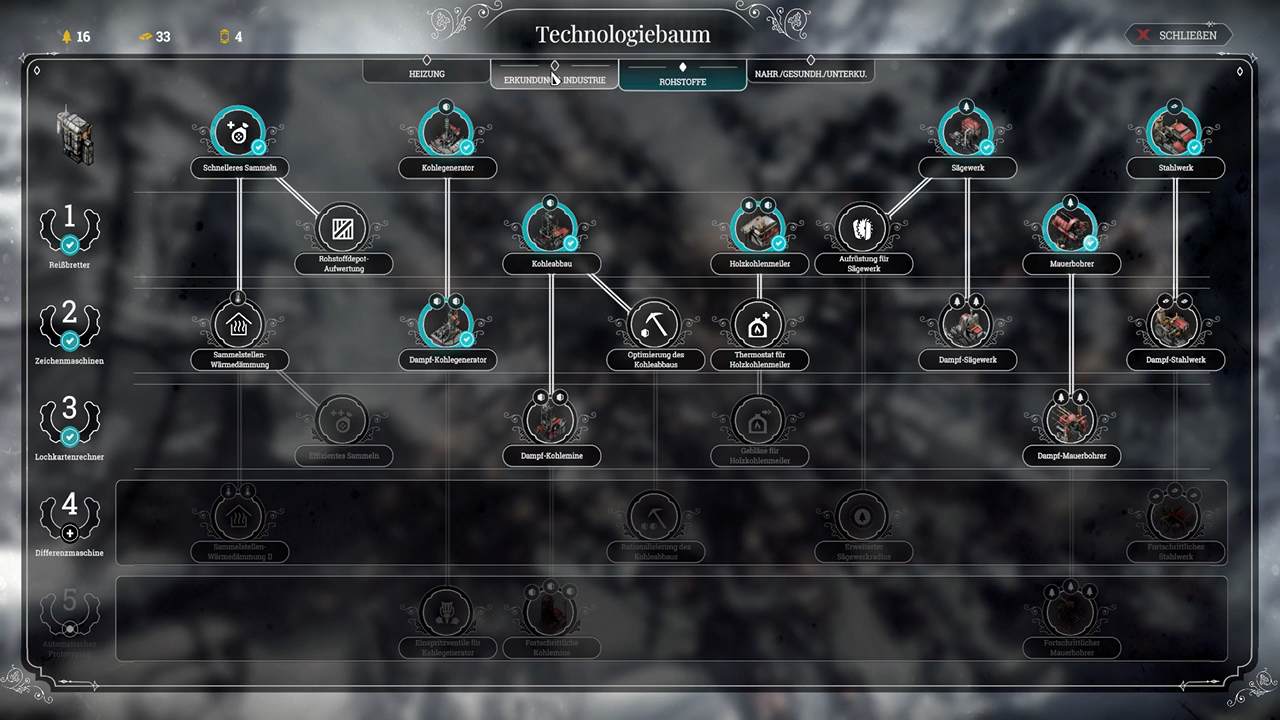 16
33
4
Technologiebaum
SCHLIEẞEN
HEIZUNG
ERKUNDUNG INDUSTRIE
ROHSTOFFE
NAHR./GESUNDH./UNTERKU.
Schnelleres Sammeln
Kohlegenerator
Sägewerk
Stahlwerk
1
Reißbretter
Rohstoffdepot-
Aufwertung
Kohleabbau
Holzkohlenmeiler
Aufrüstung für
Sägewerk
Mauerbohrer
2
Zeichenmaschinen
Sammelstellen-
Wärmedämmung
Dampf-Kohlegenerator
Optimierung des
Kohleabbaus
Thermostat für
Holzkohlenmeiler
Dampf-Sägewerk
Dampf-Stahlwerk
3
Lochkartenrechner
Effizientes Sammeln
Dampf-Kohlemine
Gebläse für
Holzkohlenmeiler
Dampf-Mauerbohrer
4
Differenzmaschine
Sammelstellen-
Wärmedämmung II
Rationalisierung des
Kohleabbaus
Erweiterter
Sägewerkradius
Fortschrittliches
Stahlwerk
5
Automatisches
Prototyping
Einspritzventile für
Kohlegenerator
Fortschrittliche
Kohlemine
Fortschrittlicher
Mauerbohrer